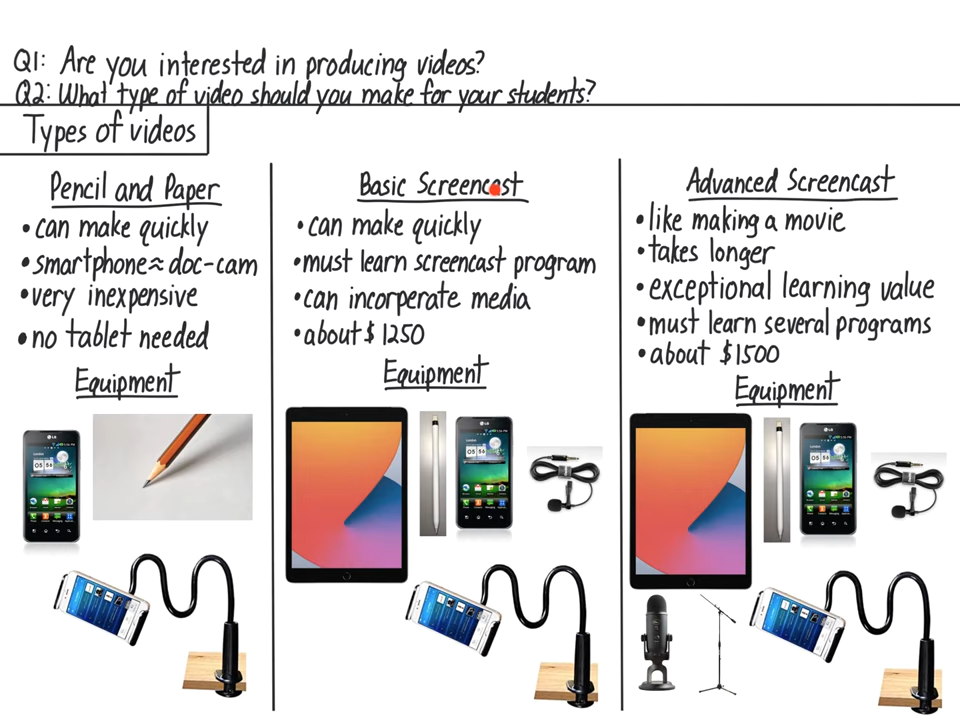 Q1: Are you interested in producing videos?
Q2: What type of video should you make for your students?
Types of videos
Pencil and Paper
• can make quickly
• smartphone ≈ doc-cam
• very inexpensive
• no tablet needed
Equipment
LG
Basic Screencast
• can make quickly
• must learn screencast program
• can incorperate media
• about $1250
Equipment
LG
Advanced Screencast
• like making a movie
• takes longer
• exceptional learning value
• must learn several programs
• about $1500
Equipment
LG